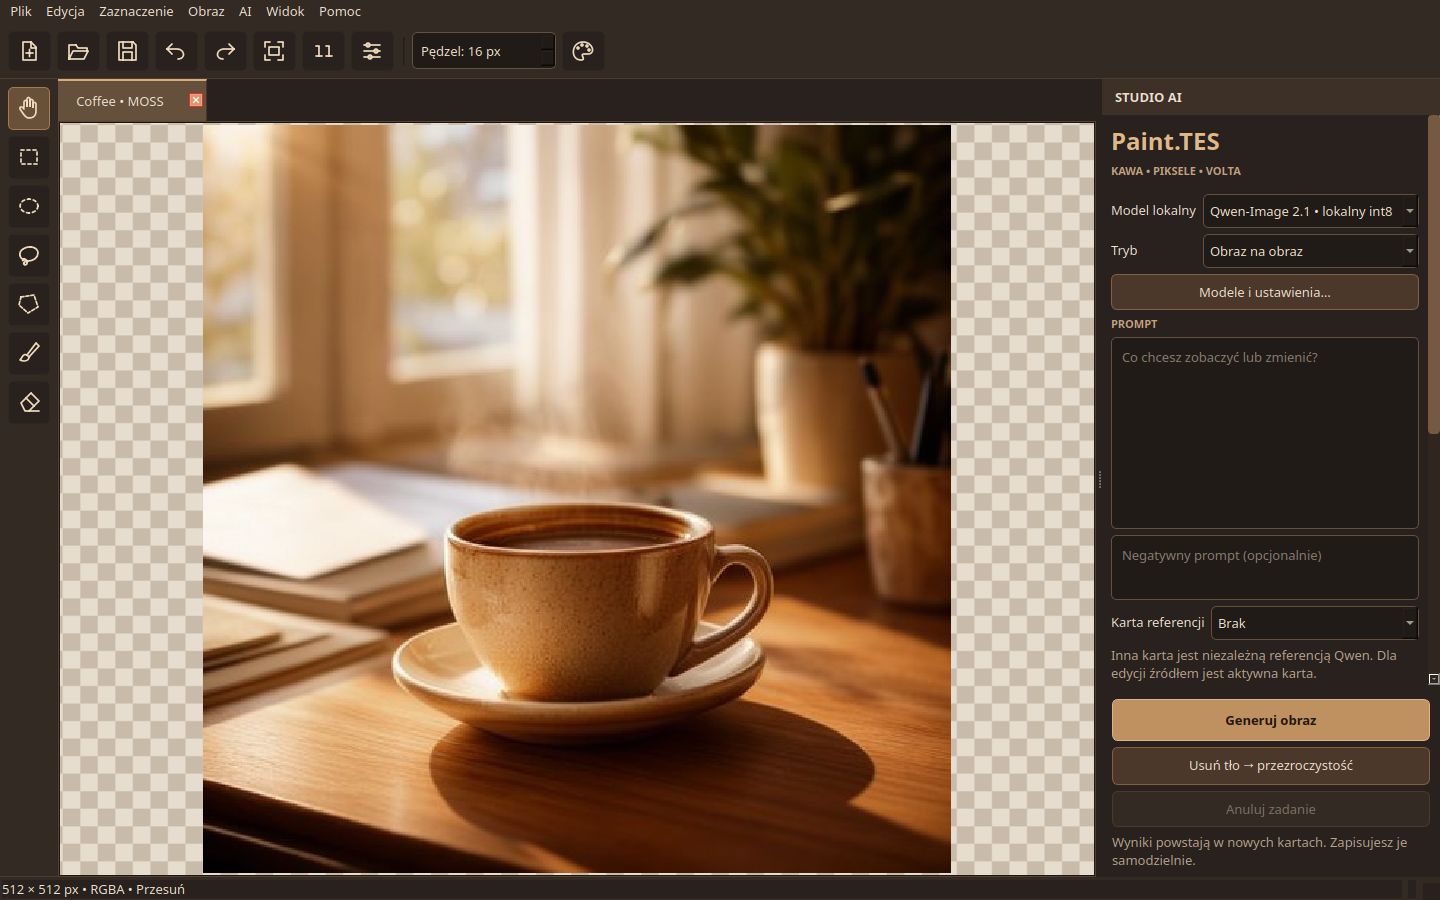 Plik Edycja Zaznaczenie Obraz AI Widok Pomoc
11 Pędzel: 16 px
Coffee • MOSS
STUDIO AI
Paint.TES
KAWA • PIKSELE • VOLTA
Model lokalny Qwen-Image 2.1 • lokalny int8
Tryb Obraz na obraz
Modele i ustawienia...
PROMPT
Co chcesz zobaczyć lub zmienić?
Negatywny prompt (opcjonalnie)
Karta referencji Brak
Inna karta jest niezależną referencją Qwen. Dla
edycji źródłem jest aktywna karta.
Generuj obraz
Usuń tło → przezroczystość
Anuluj zadanie
Wyniki powstają w nowych kartach. Zapisujesz je
samodzielnie.
512 × 512 px • RGBA • Przesuń